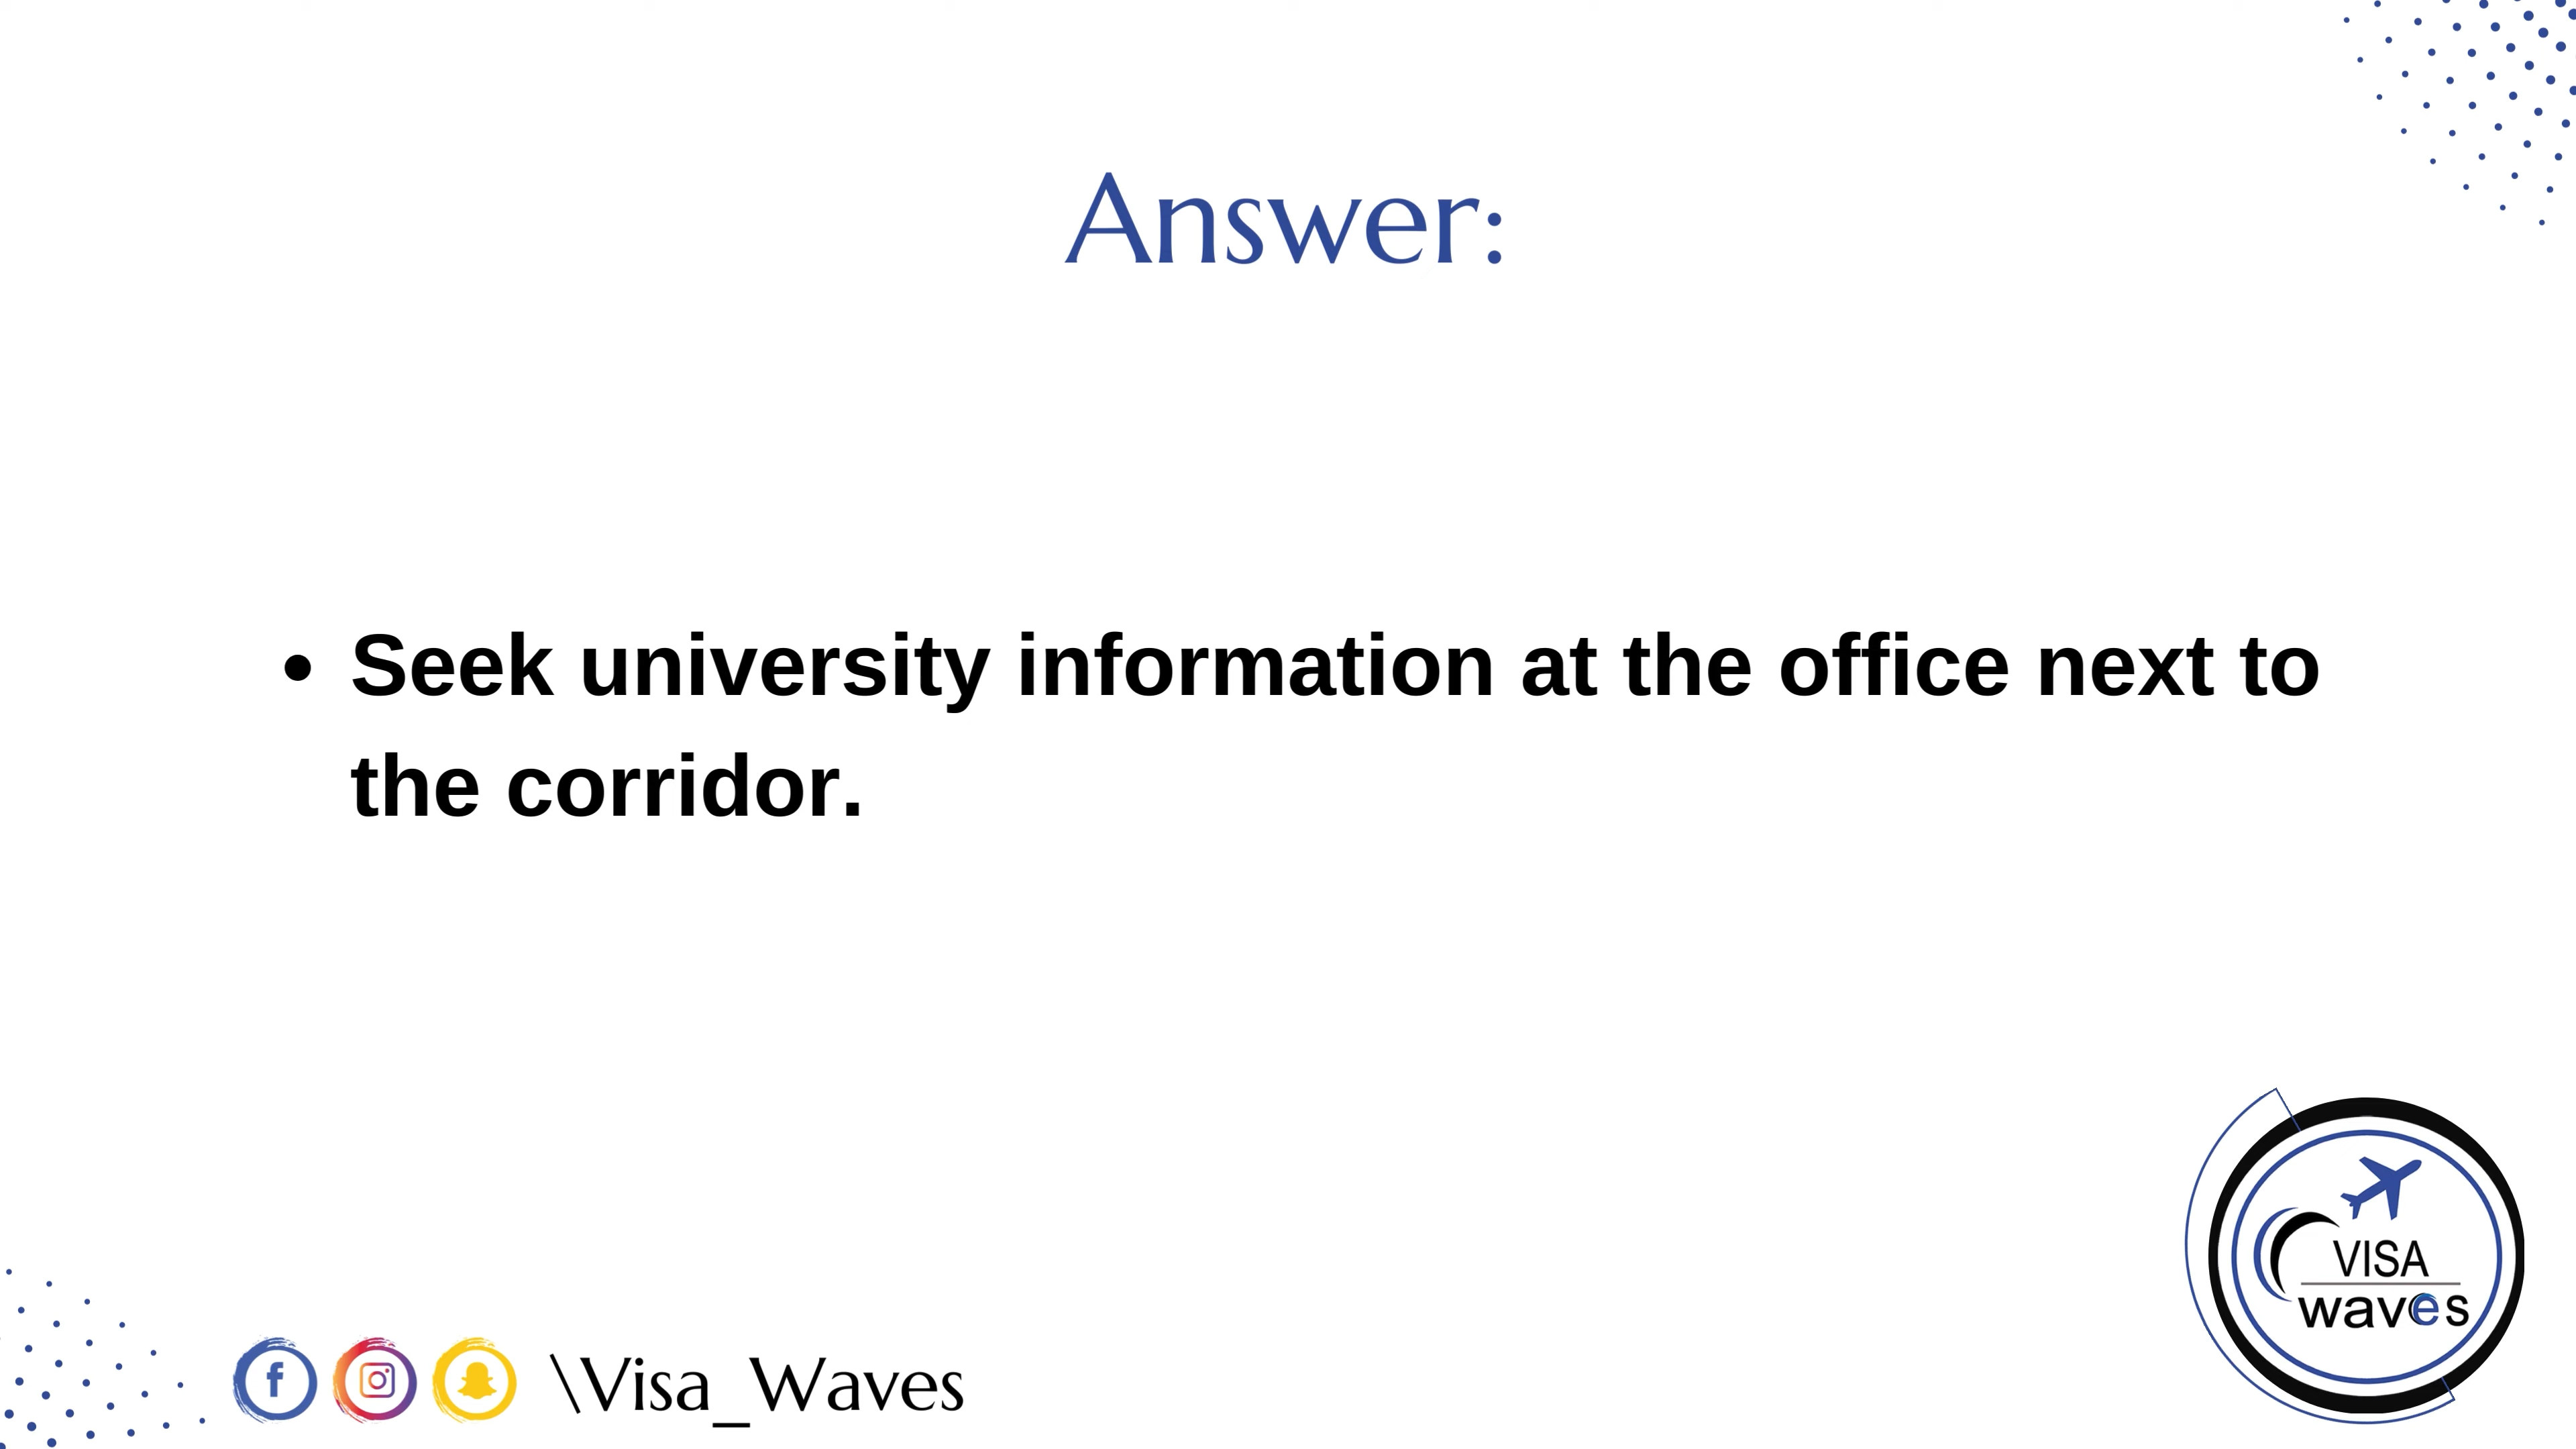 Answer:
• Seek university information at the office next to
the corridor.
VISA
waves
\Visa_Waves